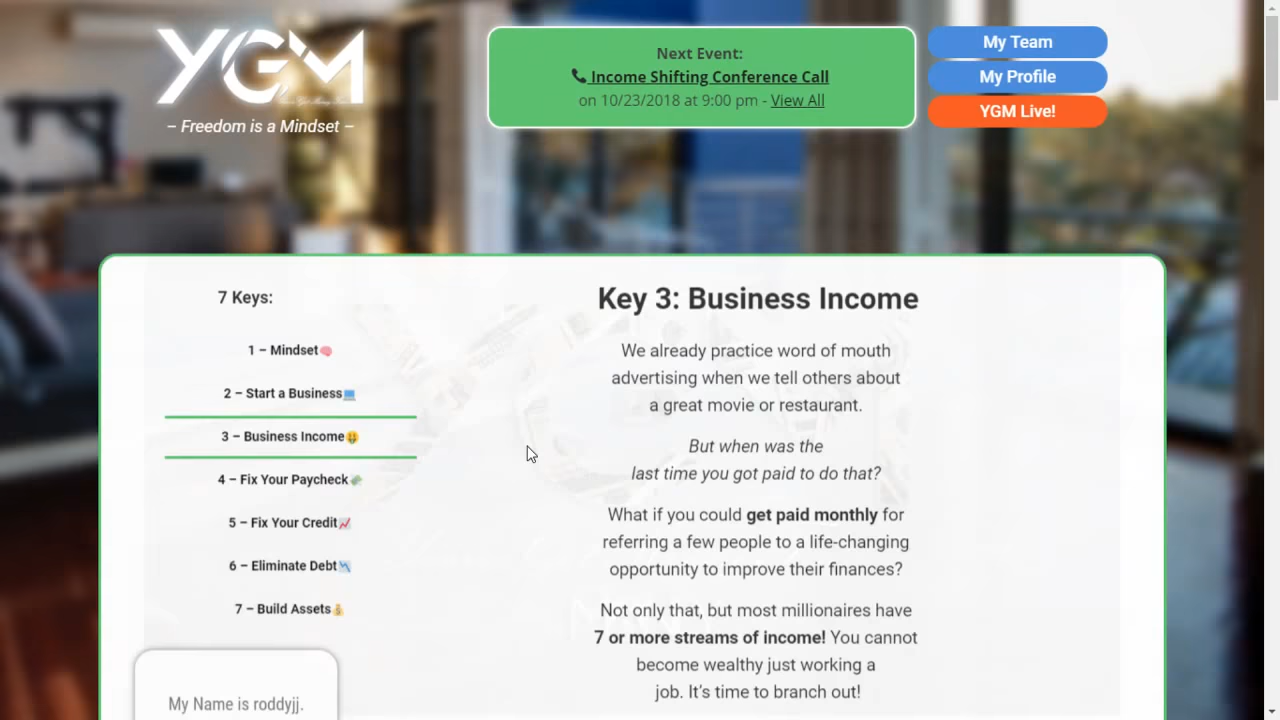 YGM
– Freedom is a Mindset –
Next Event:
Income Shifting Conference Call
on 10/23/2018 at 9:00 pm - View All
My Team
My Profile
YGM Live!
7 Keys:
1 – Mindset🧠
2 – Start a Business💻
3 – Business Income🤑
4 – Fix Your Paycheck💸
5 – Fix Your Credit📈
6 – Eliminate Debt📉
7 – Build Assets💰
My Name is roddyjj.
Key 3: Business Income
We already practice word of mouth
advertising when we tell others about
a great movie or restaurant.
But when was the
last time you got paid to do that?
What if you could get paid monthly for
referring a few people to a life-changing
opportunity to improve their finances?
Not only that, but most millionaires have
7 or more streams of income! You cannot
become wealthy just working a
job. It's time to branch out!